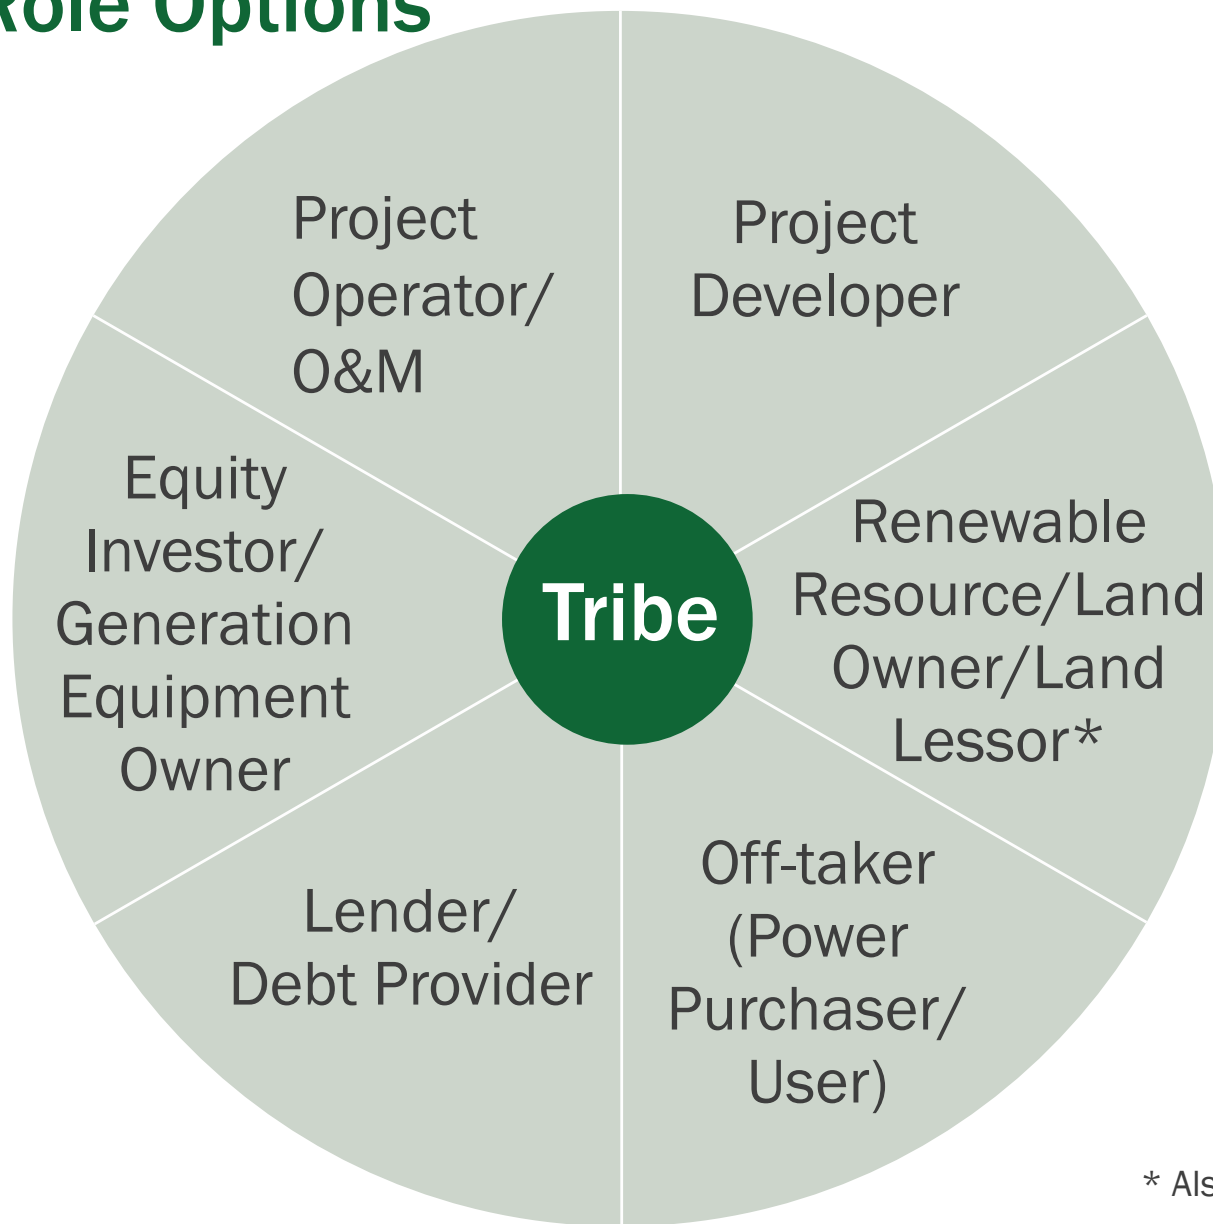 Role Options
Project
Operator/
O&M
Project
Developer
Equity
Investor/
Generation
Equipment
Owner
Tribe
Renewable
Resource/Land
Owner/Land
Lessor*
Lender/
Debt Provider
Off-taker
(Power
Purchaser/
User)
*